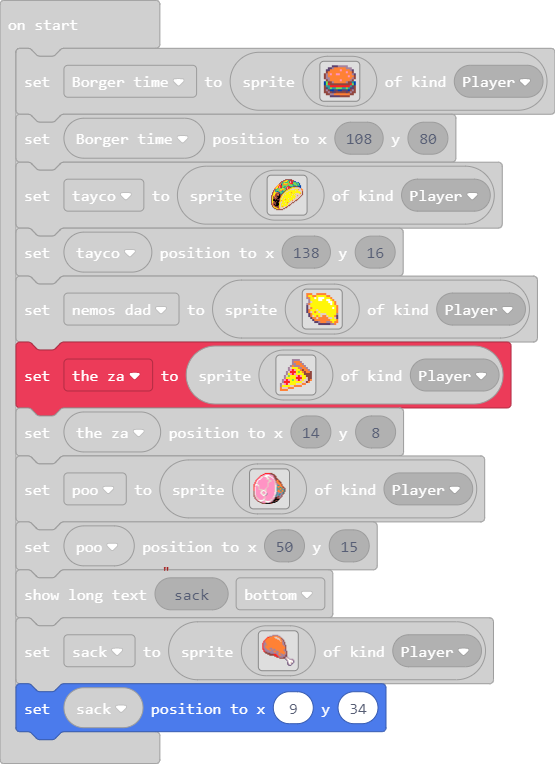 on start
set Borger time to sprite of kind Player
set Borger time position to x 108 y 80
set tayco to sprite of kind Player
set tayco position to x 138 y 16
set nemos dad to sprite of kind Player
set the za to sprite of kind Player
set the za position to x 14 y 8
set poo to sprite of kind Player
set poo position to x 50 y 15
show long text " sack bottom
set sack to sprite of kind Player
set sack position to x 9 y 34